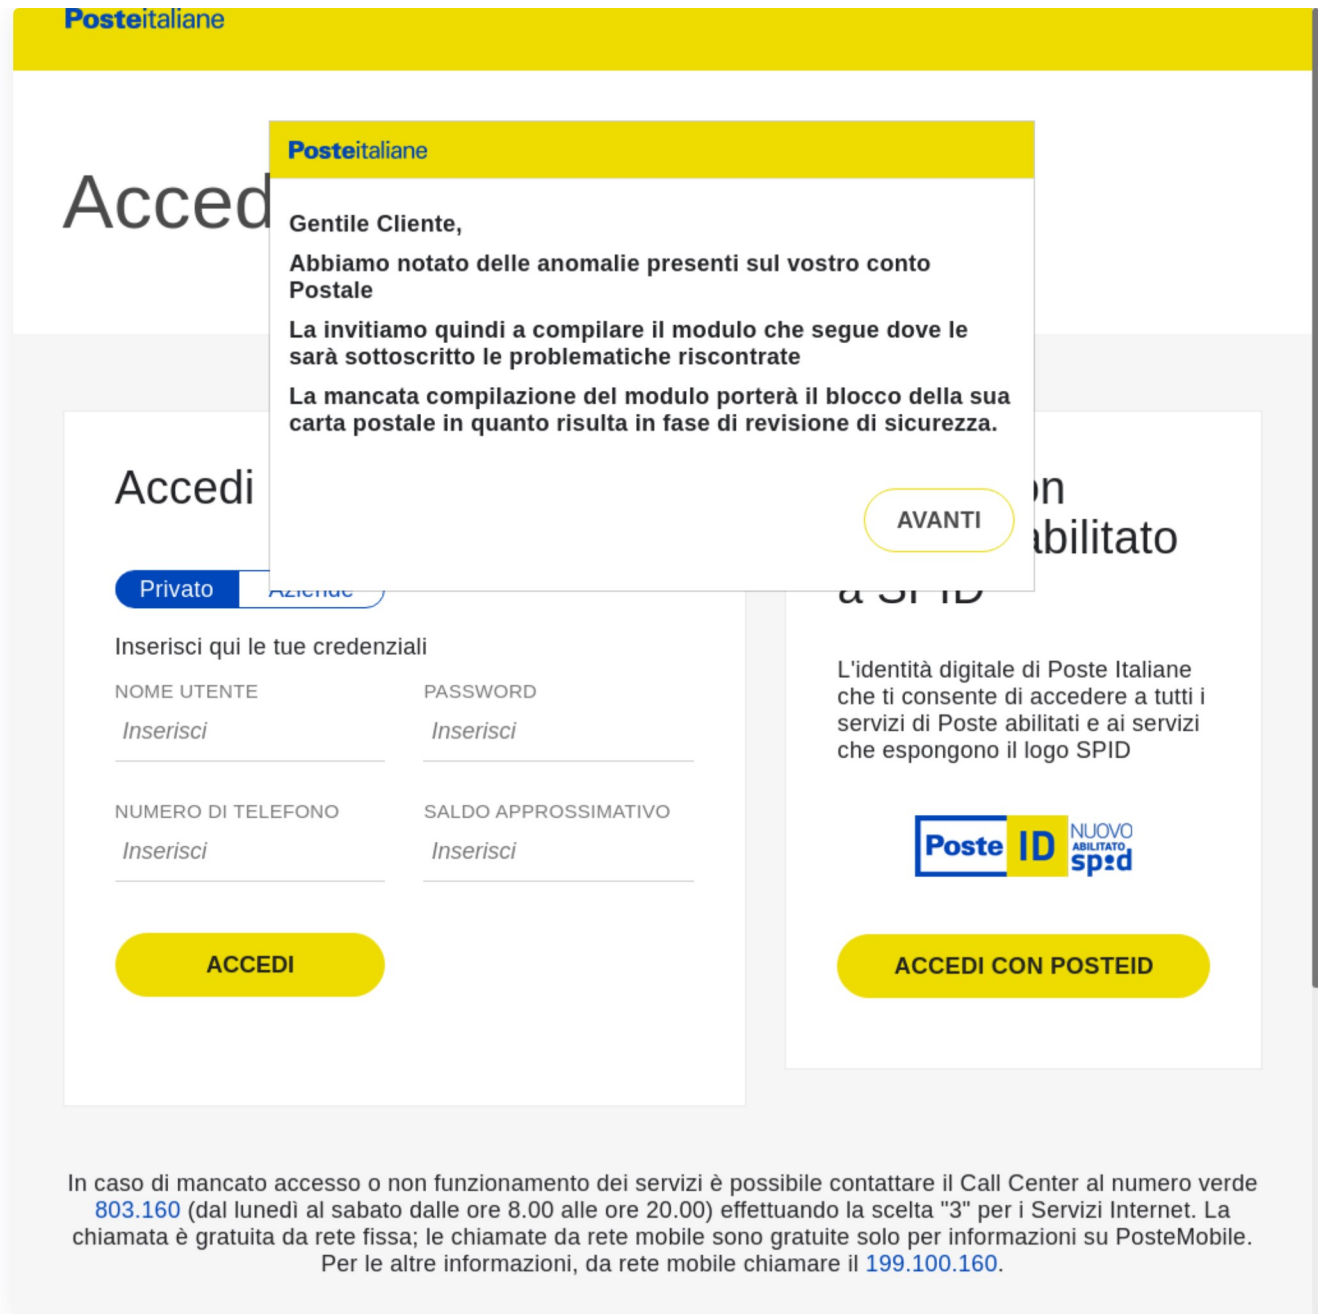 Posteitaliane
Acced
Posteitaliane
Gentile Cliente,
Abbiamo notato delle anomalie presenti sul vostro conto
Postale
La invitiamo quindi a compilare il modulo che segue dove le
sarà sottoscritto le problematiche riscontrate
La mancata compilazione del modulo porterà il blocco della sua
carta postale in quanto risulta in fase di revisione di sicurezza.
AVANTI
Accedi
Privato
Aziende
Inserisci qui le tue credenziali
NOME UTENTE
PASSWORD
Inserisci
Inserisci
NUMERO DI TELEFONO
SALDO APPROSSIMATIVO
Inserisci
Inserisci
ACCEDI
on
abilitato
a SPID
L'identità digitale di Poste Italiane
che ti consente di accedere a tutti i
servizi di Poste abilitati e ai servizi
che espongono il logo SPID
Poste ID NUOVO
ABILITATO
spid
ACCEDI CON POSTEID
In caso di mancato accesso o non funzionamento dei servizi è possibile contattare il Call Center al numero verde
803.160 (dal lunedì al sabato dalle ore 8.00 alle ore 20.00) effettuando la scelta "3" per i Servizi Internet. La
chiamata è gratuita da rete fissa; le chiamate da rete mobile sono gratuite solo per informazioni su PosteMobile.
Per le altre informazioni, da rete mobile chiamare il 199.100.160.